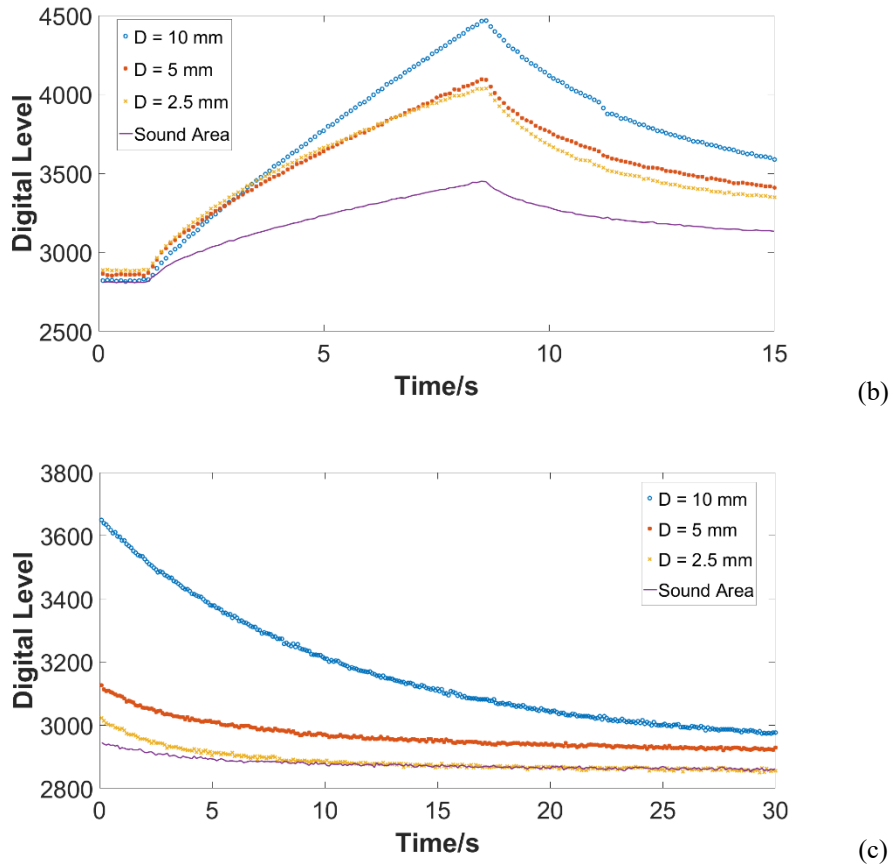 4500
4000
3500
3000
2500
Digital Level
D = 10 mm
D = 5 mm
D = 2.5 mm
Sound Area
0 5 10 15
Time/s
(b)
3800
3600
3400
3200
3000
2800
Digital Level
D = 10 mm
D = 5 mm
D = 2.5 mm
Sound Area
0 5 10 15 20 25 30
Time/s
(c)